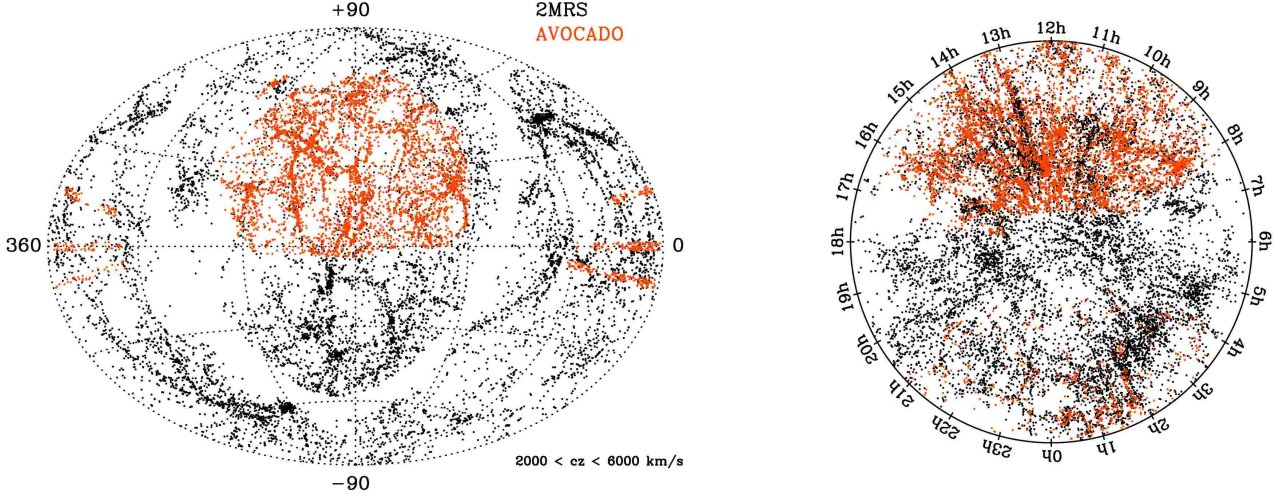 +90
2MRS
AVOCADO
360
0
2000 < cz < 6000 km/s
−90
12h
11h
10h
9h
8h
7h
6h
5h
4h
3h
2h
1h
0h
23h
22h
21h
20h
19h
18h
17h
16h
15h
14h
13h